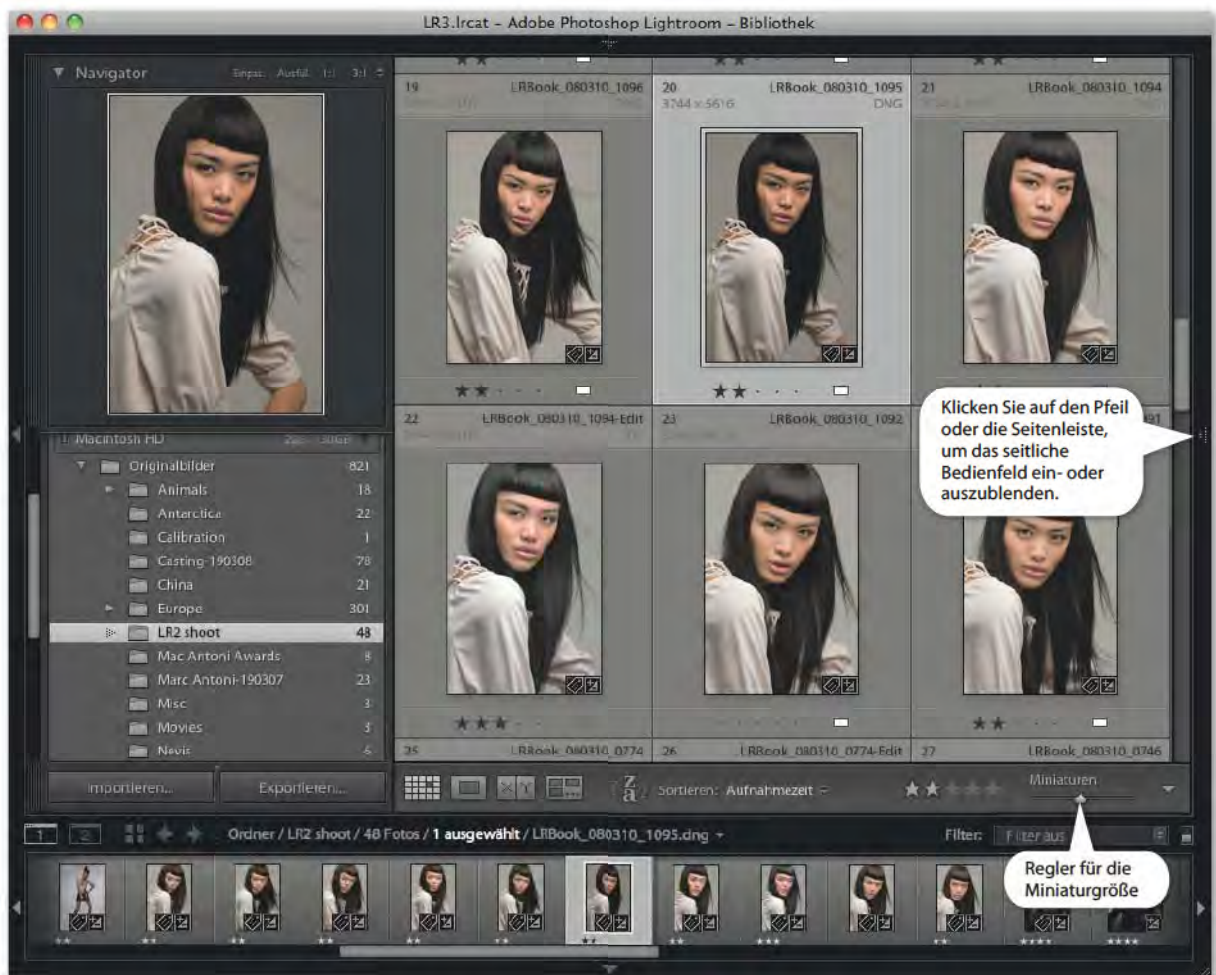 LR3.lrcat – Adobe Photoshop Lightroom – Bibliothek
Navigator
Einpas. Ausfül. 1:1 3:1
19 LRBook_080310_1096
DNG
20 LRBook_080310_1095
3744 x 5616 DNG
21 LRBook_080310_1094
22 LRBook_080310_1094-Edit
23 LRBook_080310_1092
Klicken Sie auf den Pfeil
oder die Seitenleiste,
um das seitliche
Bedienfeld ein- oder
auszublenden.
Macintosh HD
Originalbilder 821
Animals 18
Antarctica 22
Calibration 1
Casting-190308 78
China 21
Europe 301
LR2 shoot 48
Mac Antoni Awards 8
Marc Antoni-190307 23
Misc 3
Movies 3
Nevis 6
25 LRBook_080310_0774
26 LRBook_080310_0774-Edit
27 LRBook_080310_0746
Importieren... Exportieren...
X Y
Sortieren: Aufnahmezeit
Miniaturen
1 2
Ordner / LR2 shoot / 48 Fotos / 1 ausgewählt / LRBook_080310_1095.dng
Filter: Filter aus
Regler für die
Miniaturgröße